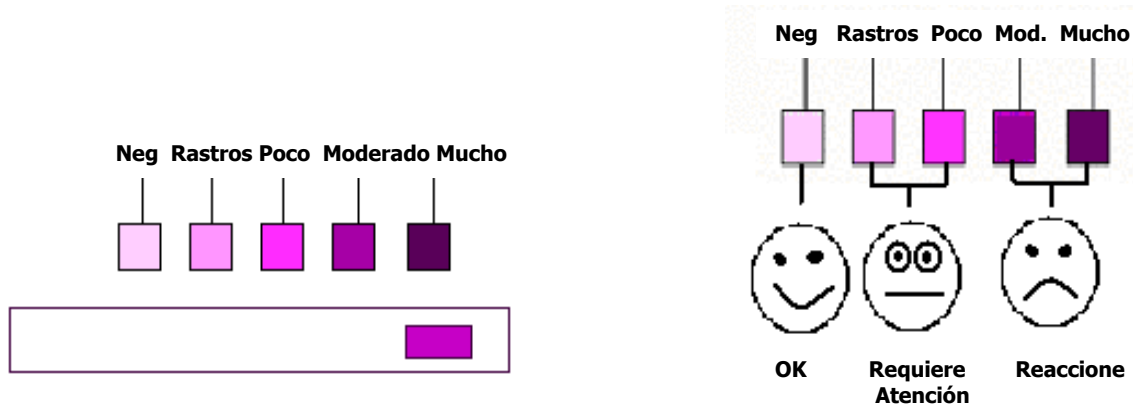 Neg Rastros Poco Mod. Mucho
Neg Rastros Poco Moderado Mucho
OK Requiere Atención Reaccione